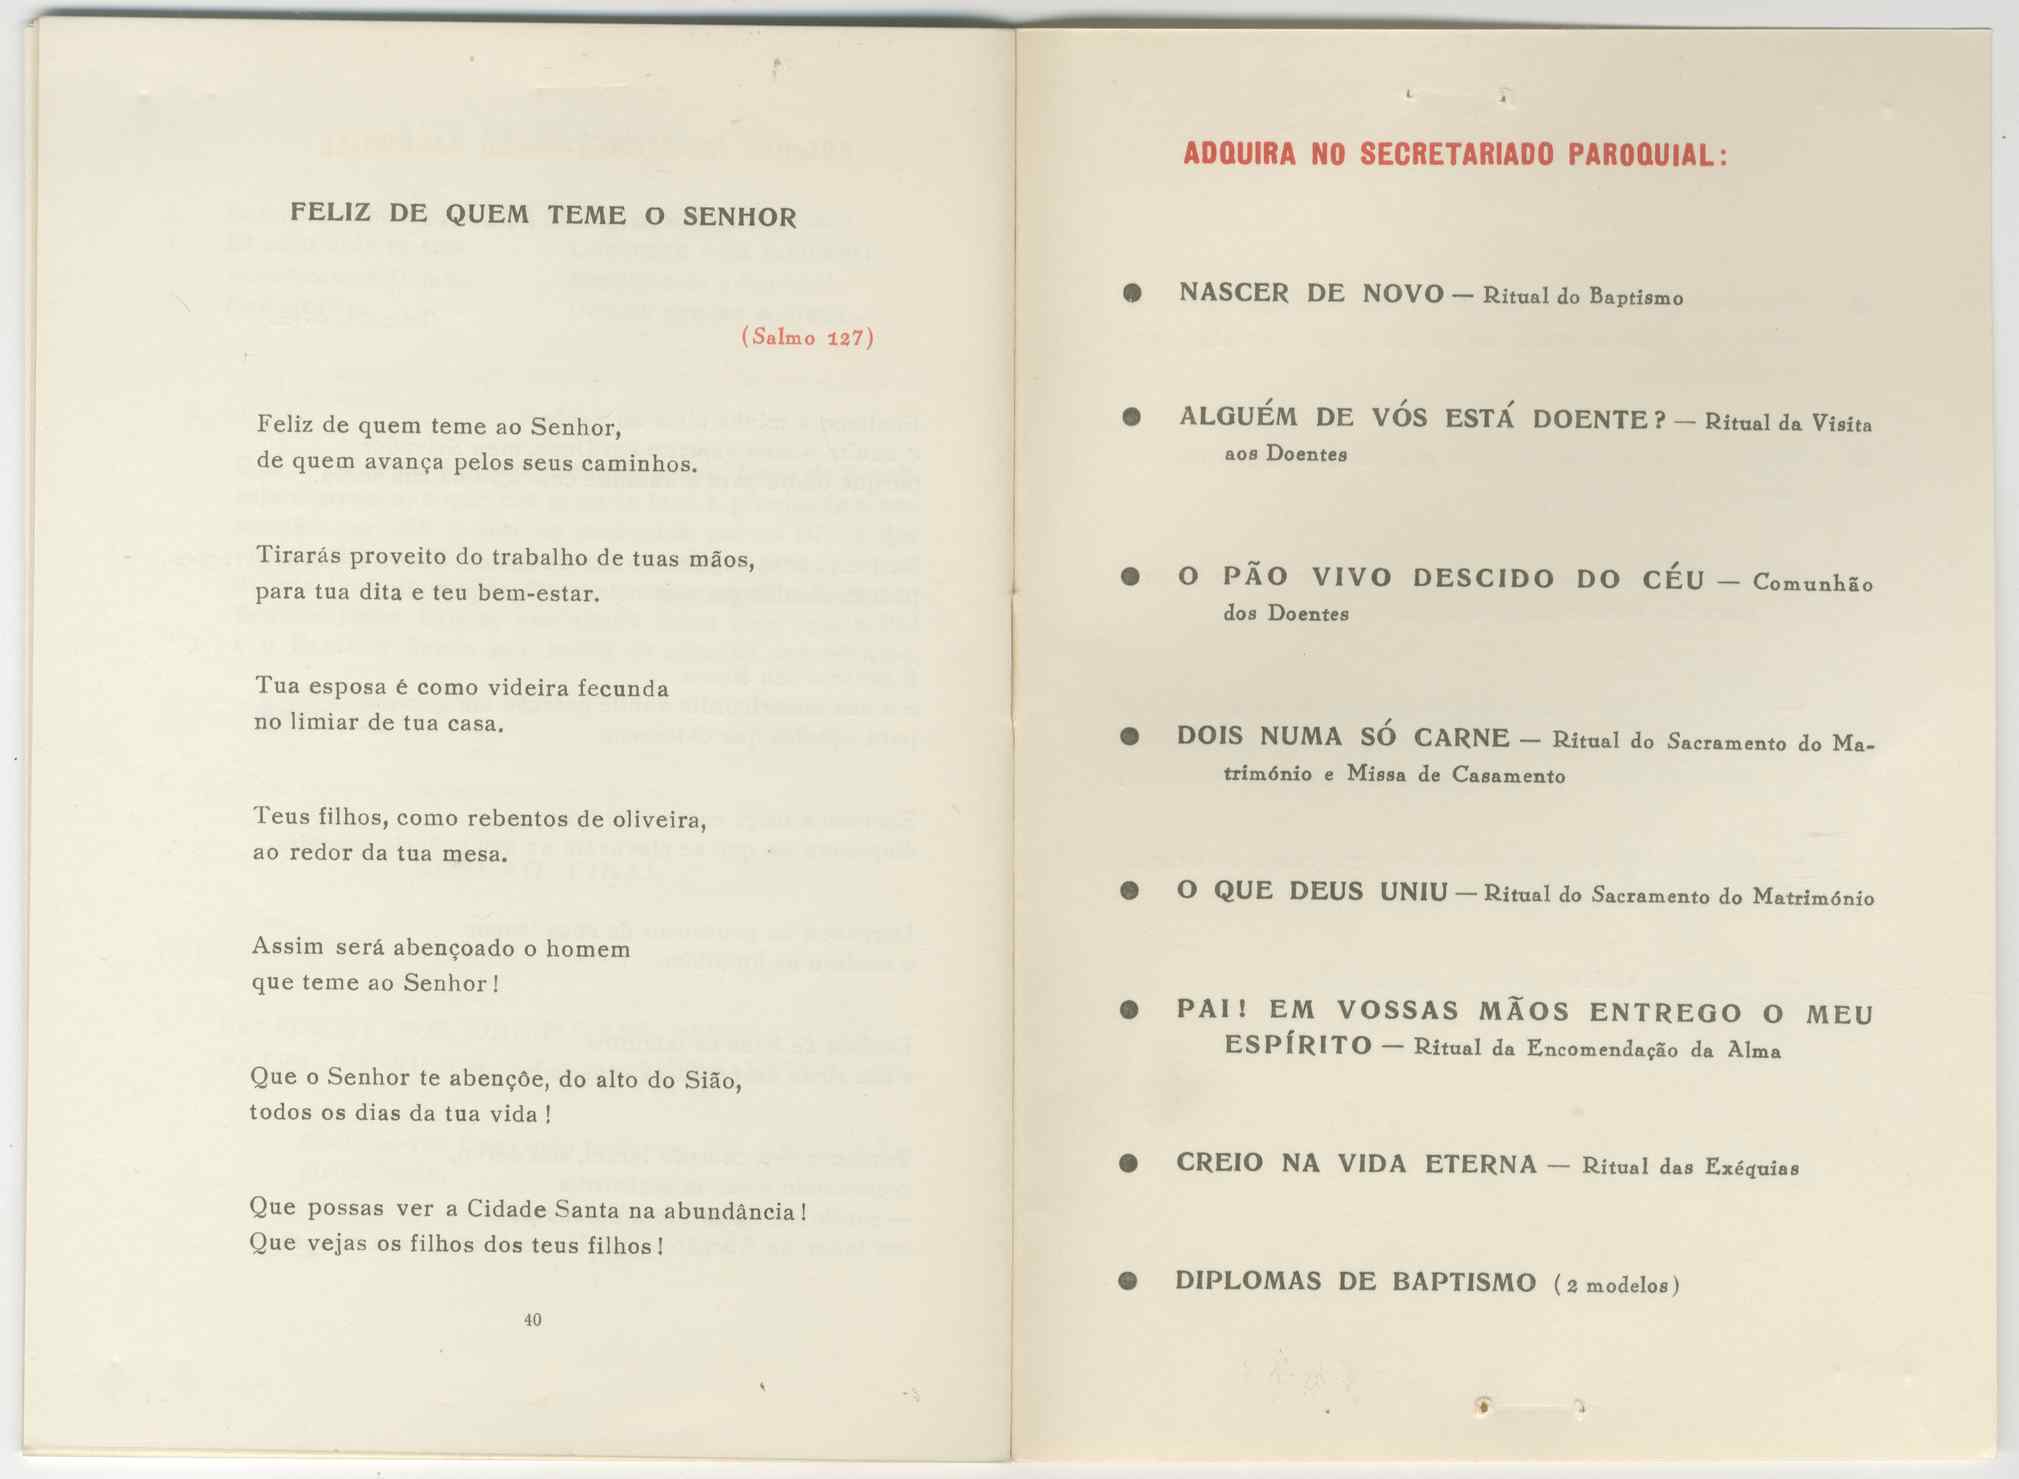 FELIZ DE QUEM TEME O SENHOR
(Salmo 127)
Feliz de quem teme ao Senhor,
de quem avança pelos seus caminhos.
Tirarás proveito do trabalho de tuas mãos,
para tua dita e teu bem-estar.
Tua esposa é como videira fecunda
no limiar de tua casa.
Teus filhos, como rebentos de oliveira,
ao redor da tua mesa.
Assim será abençoado o homem
que teme ao Senhor!
Que o Senhor te abençôe, do alto do Sião,
todos os dias da tua vida!
Que possas ver a Cidade Santa na abundância!
Que vejas os filhos dos teus filhos!
40
ADQUIRA NO SECRETARIADO PAROQUIAL:
● NASCER DE NOVO — Ritual do Baptismo
● ALGUÉM DE VÓS ESTÁ DOENTE? — Ritual da Visita
aos Doentes
● O PÃO VIVO DESCIDO DO CÉU — Comunhão
dos Doentes
● DOIS NUMA SÓ CARNE — Ritual do Sacramento do Ma-
trimónio e Missa de Casamento
● O QUE DEUS UNIU — Ritual do Sacramento do Matrimónio
● PAI! EM VOSSAS MÃOS ENTREGO O MEU
ESPÍRITO — Ritual da Encomendação da Alma
● CREIO NA VIDA ETERNA — Ritual das Exéquias
● DIPLOMAS DE BAPTISMO (2 modelos)